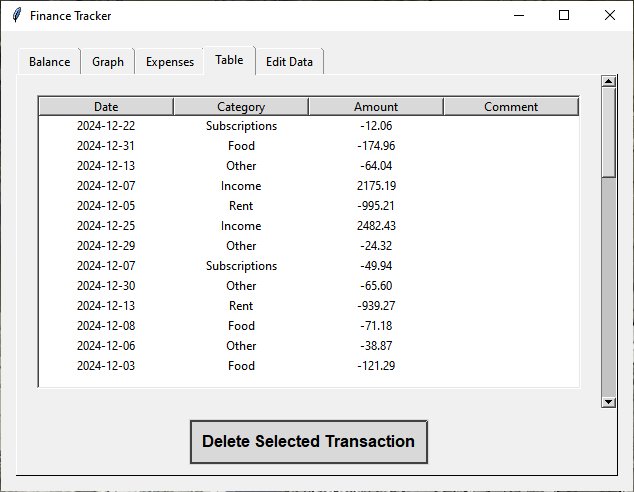 Finance Tracker
Balance Graph Expenses Table Edit Data
Date Category Amount Comment
2024-12-22 Subscriptions -12.06
2024-12-31 Food -174.96
2024-12-13 Other -64.04
2024-12-07 Income 2175.19
2024-12-05 Rent -995.21
2024-12-25 Income 2482.43
2024-12-29 Other -24.32
2024-12-07 Subscriptions -49.94
2024-12-30 Other -65.60
2024-12-13 Rent -939.27
2024-12-08 Food -71.18
2024-12-06 Other -38.87
2024-12-03 Food -121.29
Delete Selected Transaction